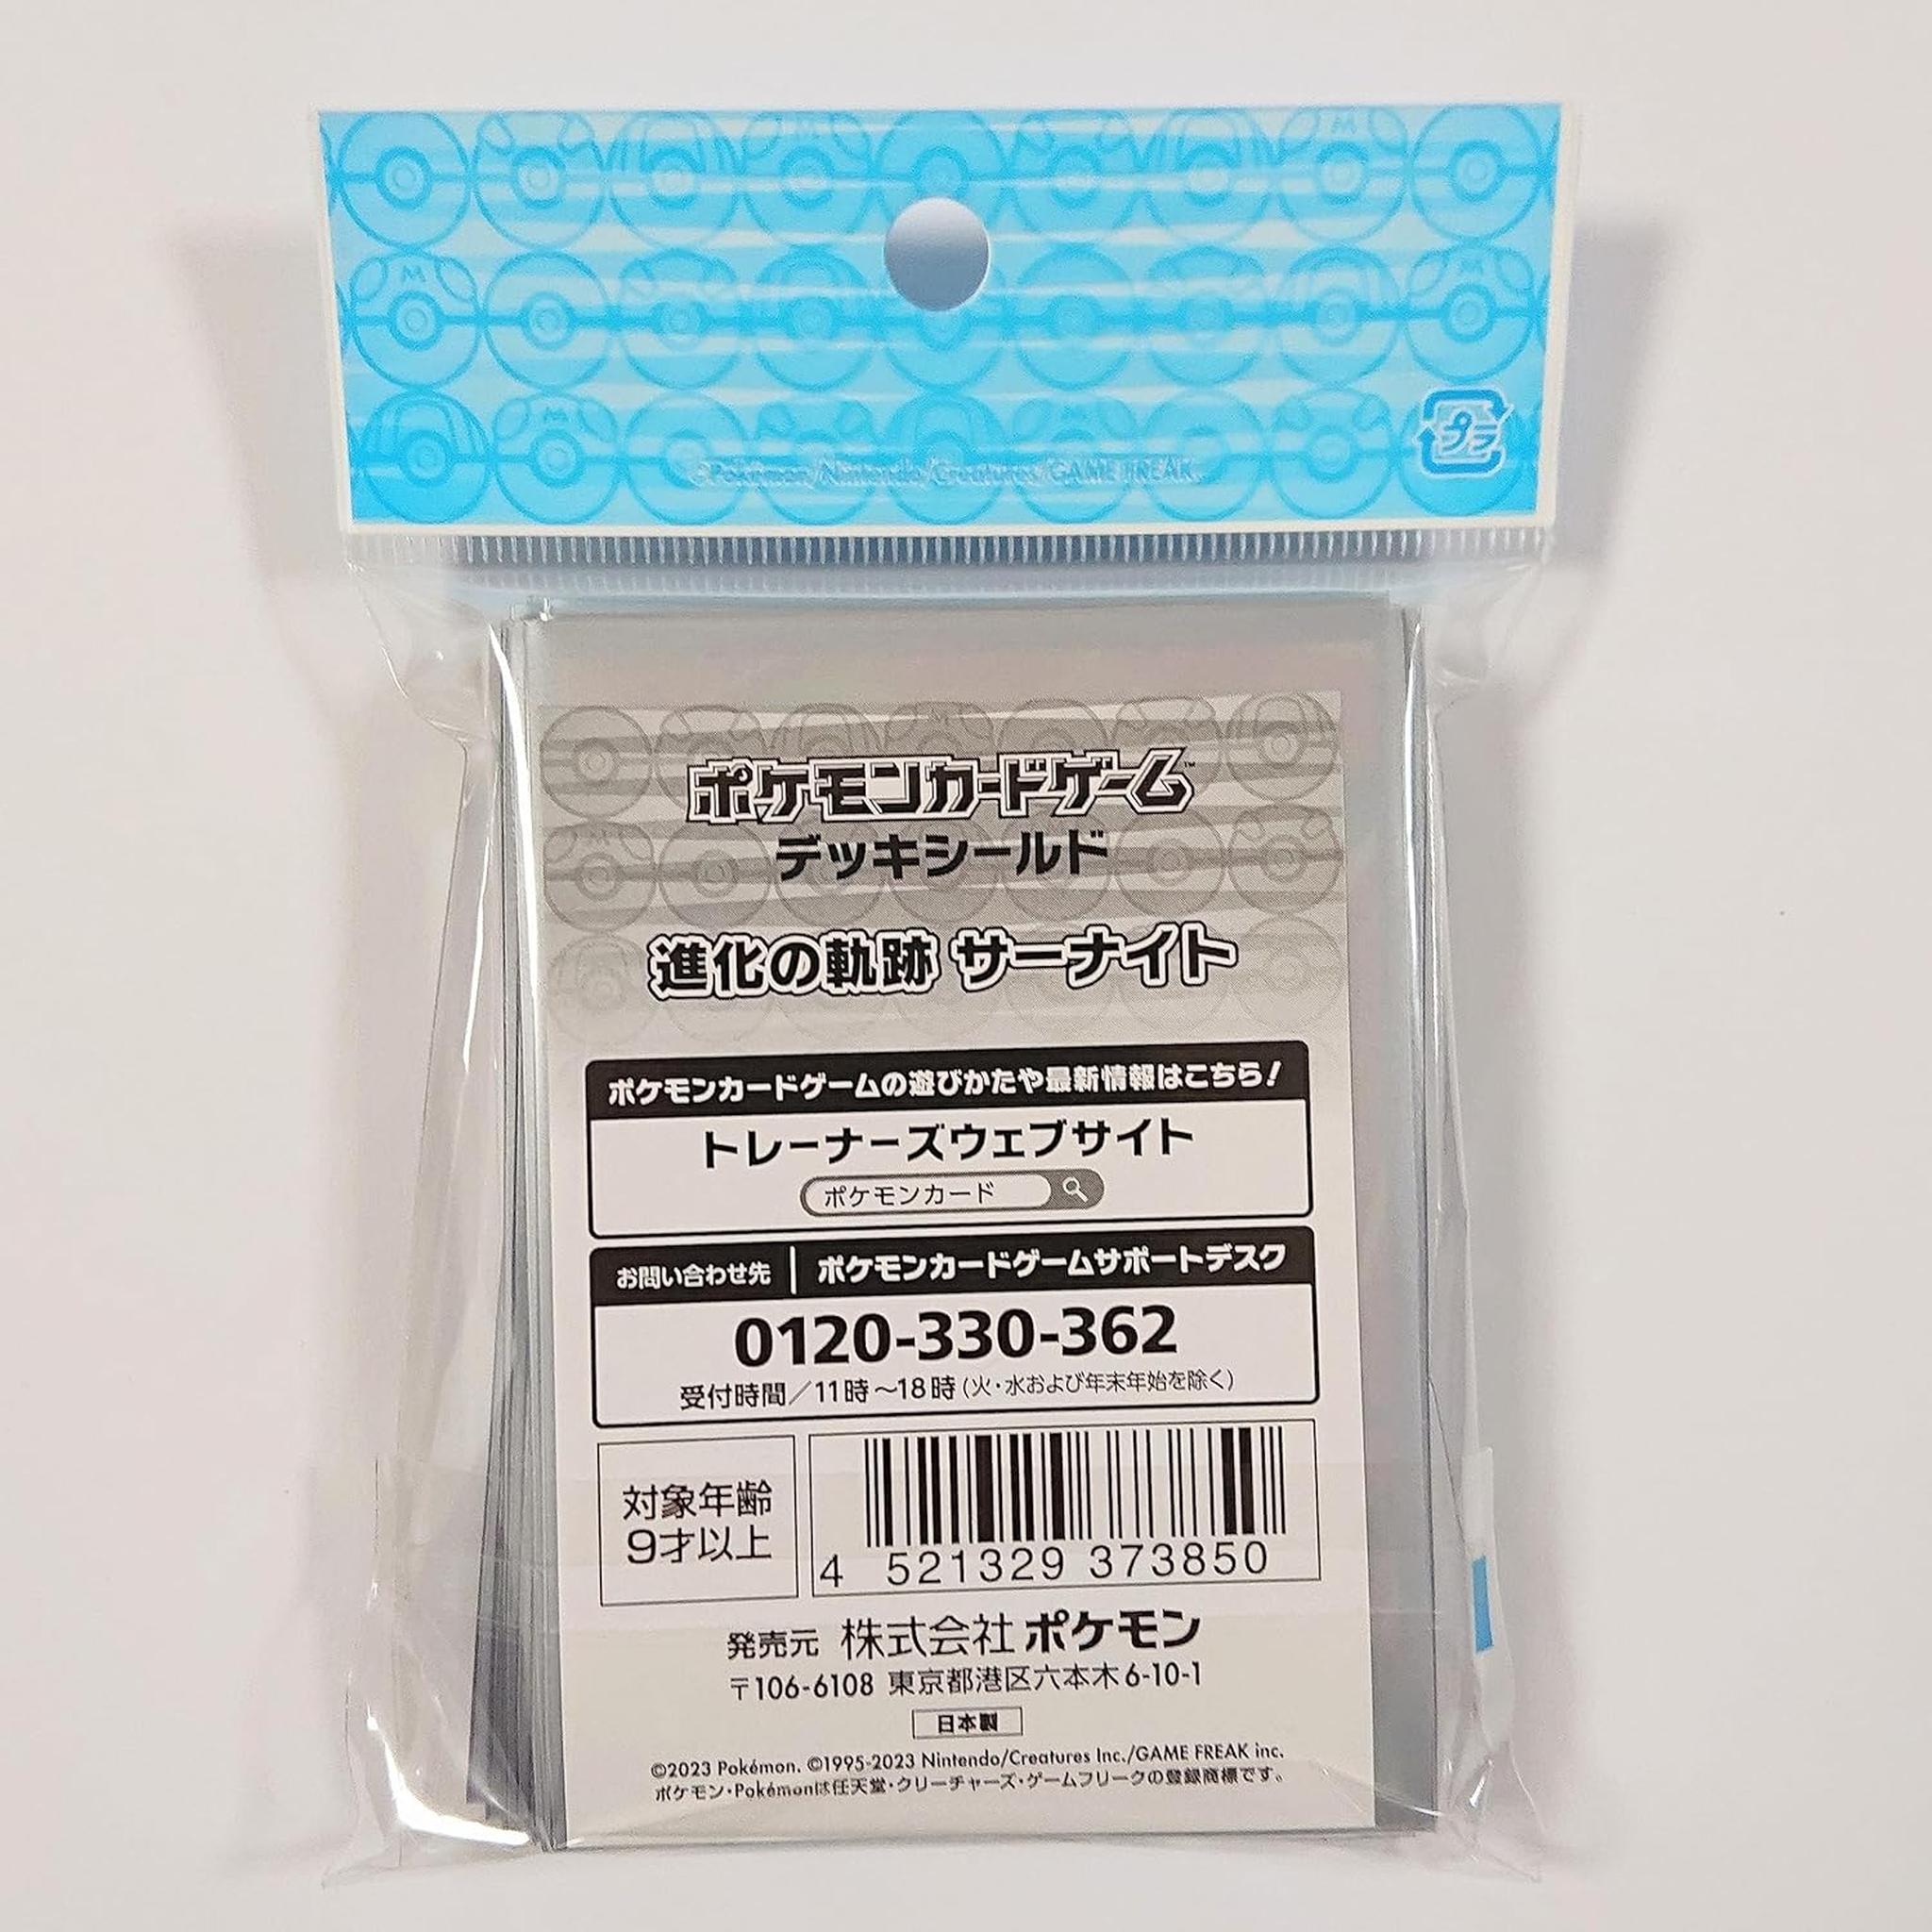 プラ
©Pokémon/Nintendo/Creatures/GAME FREAK
ポケモンカードゲーム™
デッキシールド
進化の軌跡 サーナイト
ポケモンカードゲームの遊びかたや最新情報はこちら!
トレーナーズウェブサイト
ポケモンカード
お問い合わせ先 | ポケモンカードゲームサポートデスク
0120-330-362
受付時間/11時〜18時(火・水および年末年始を除く)
対象年齢
9才以上
4 521329 373850
発売元 株式会社ポケモン
〒106-6108 東京都港区六本木6-10-1
日本製
©2023 Pokémon. ©1995-2023 Nintendo/Creatures Inc./GAME FREAK inc.
ポケモン・Pokémonは任天堂・クリーチャーズ・ゲームフリークの登録商標です。